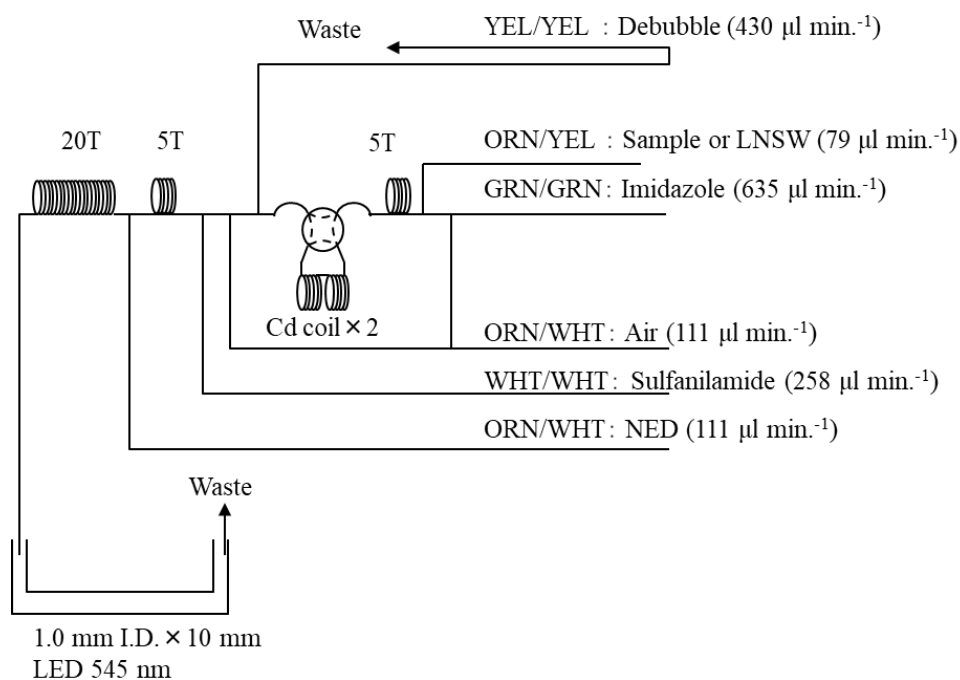 Waste
YEL/YEL : Debubble (430 µl min.-1)
20T
5T
5T
ORN/YEL : Sample or LNSW (79 µl min.-1)
GRN/GRN : Imidazole (635 µl min.-1)
Cd coil × 2
ORN/WHT : Air (111 µl min.-1)
WHT/WHT : Sulfanilamide (258 µl min.-1)
ORN/WHT : NED (111 µl min.-1)
Waste
1.0 mm I.D. × 10 mm
LED 545 nm